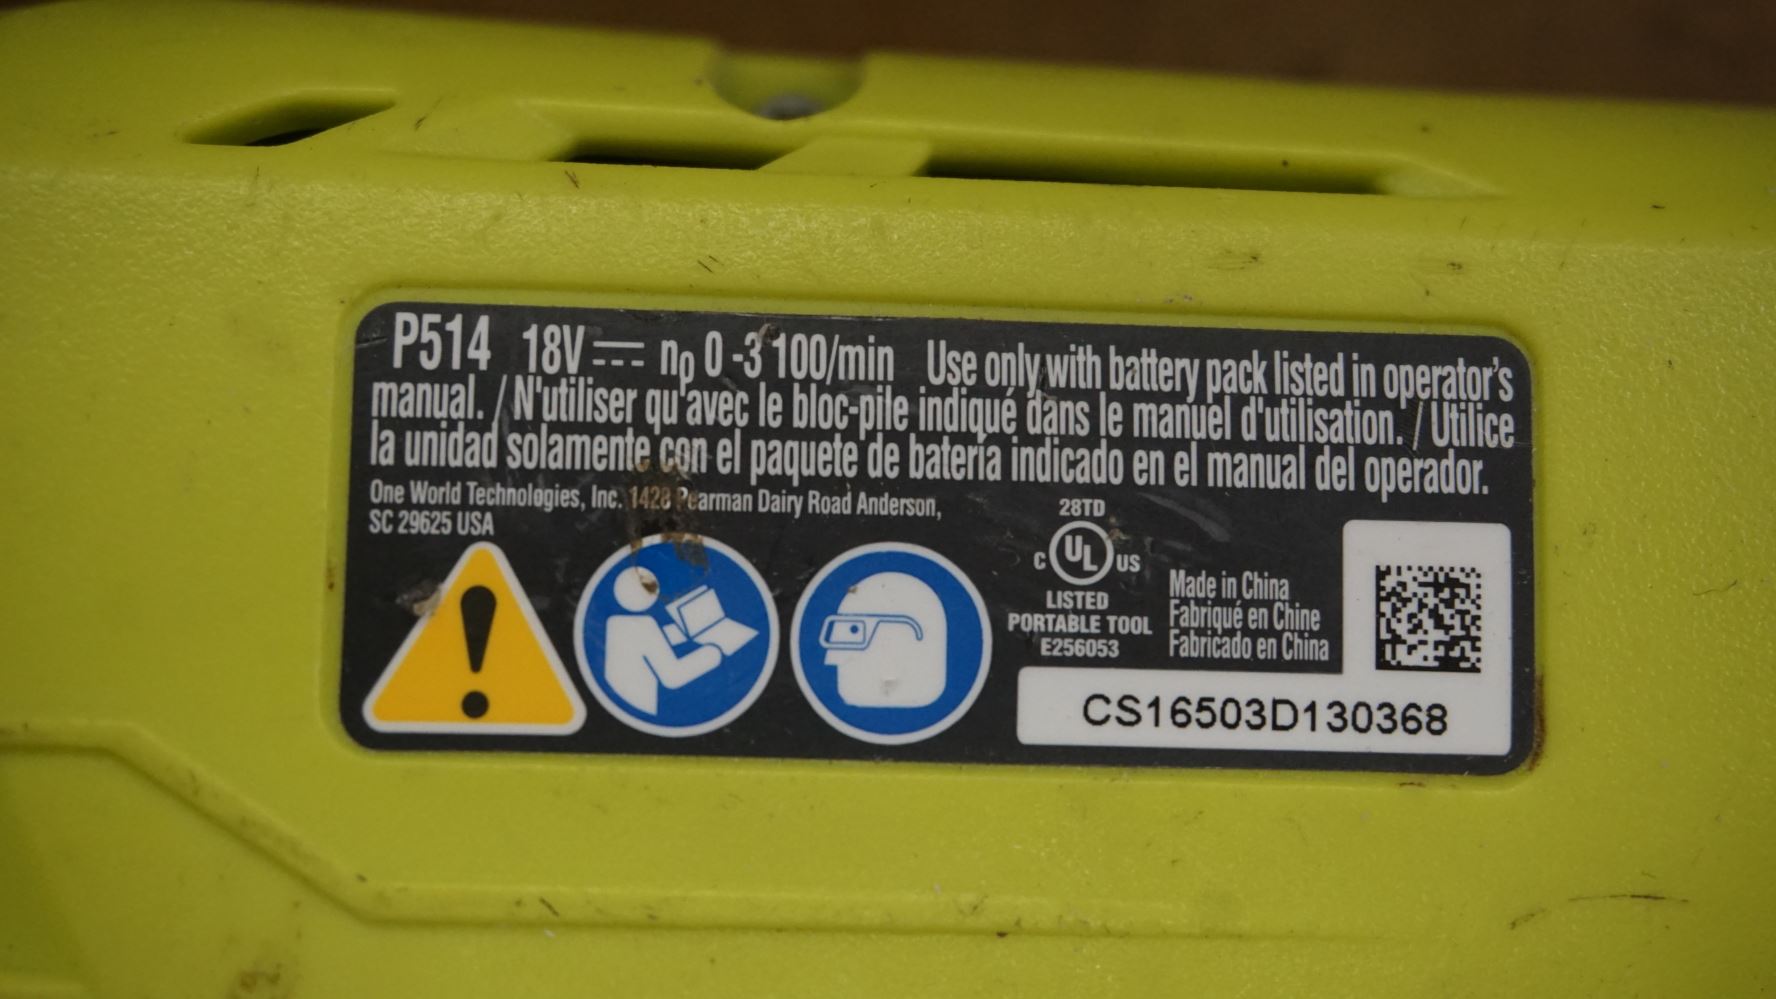 P514 18V n₀ 0 -3 100/min Use only with battery pack listed in operator's
manual. / N'utiliser qu'avec le bloc-pile indiqué dans le manuel d'utilisation. / Utilice
la unidad solamente con el paquete de batería indicado en el manual del operador.
One World Technologies, Inc. 1428 Pearman Dairy Road Anderson,
SC 29625 USA
28TD
C UL US
LISTED
PORTABLE TOOL
E256053
Made in China
Fabriqué en Chine
Fabricado en China
CS16503D130368